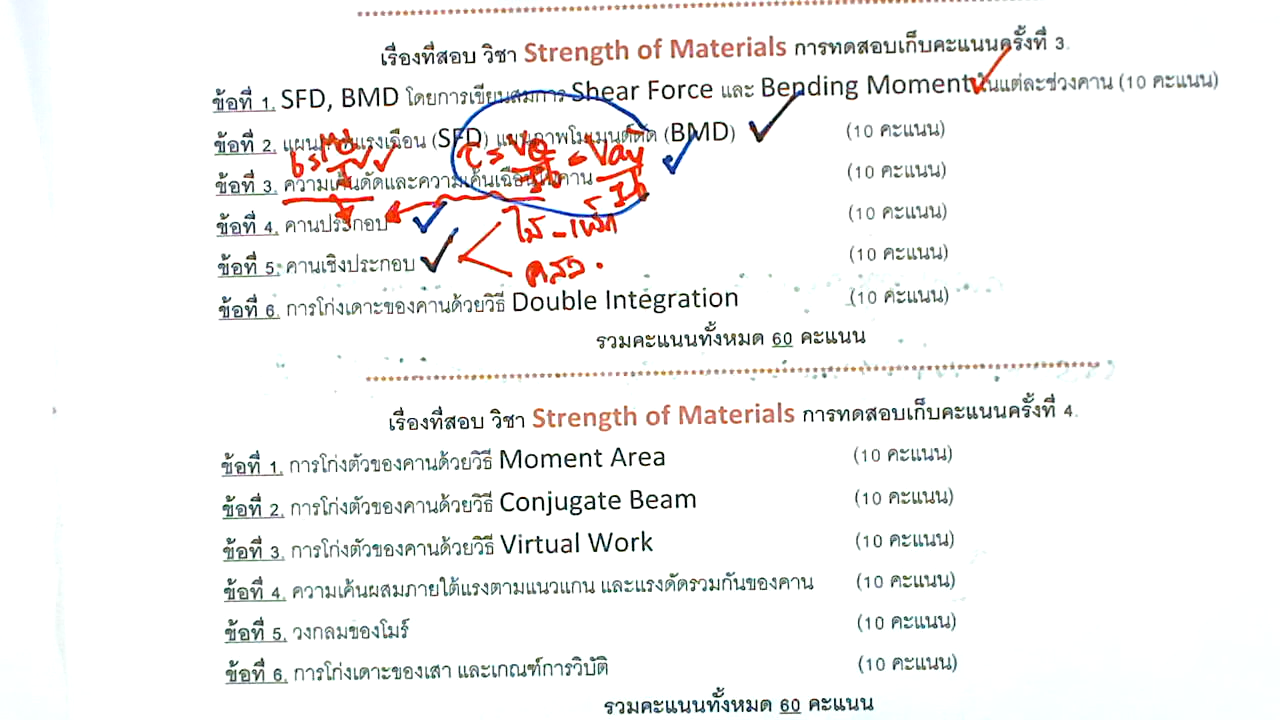 เรื่องที่สอบ วิชา Strength of Materials การทดสอบเก็บคะแนนครั้งที่ 3.
ข้อที่ 1. SFD, BMD โดยการเขียนสมการ Shear Force และ Bending Moment ในแต่ละช่วงคาน (10 คะแนน)
ข้อที่ 2. แผนภาพแรงเฉือน (SFD) แผนภาพโมเมนต์ดัด (BMD) (10 คะแนน)
τ = VQ/Ib = Vay̅/Ib
ข้อที่ 3. ความเค้นดัดและความเค้นเฉือนในคาน (10 คะแนน)
ข้อที่ 4. คานประกอบ (10 คะแนน)
ไม้ - เหล็ก
ข้อที่ 5. คานเชิงประกอบ (10 คะแนน)
คสล.
ข้อที่ 6. การโก่งเดาะของคานด้วยวิธี Double Integration (10 คะแนน)
รวมคะแนนทั้งหมด 60 คะแนน
เรื่องที่สอบ วิชา Strength of Materials การทดสอบเก็บคะแนนครั้งที่ 4.
ข้อที่ 1. การโก่งตัวของคานด้วยวิธี Moment Area (10 คะแนน)
ข้อที่ 2. การโก่งตัวของคานด้วยวิธี Conjugate Beam (10 คะแนน)
ข้อที่ 3. การโก่งตัวของคานด้วยวิธี Virtual Work (10 คะแนน)
ข้อที่ 4. ความเค้นผสมภายใต้แรงตามแนวแกน และแรงดัดรวมกันของคาน (10 คะแนน)
ข้อที่ 5. วงกลมของโมร์ (10 คะแนน)
ข้อที่ 6. การโก่งเดาะของเสา และเกณฑ์การวิบัติ (10 คะแนน)
รวมคะแนนทั้งหมด 60 คะแนน